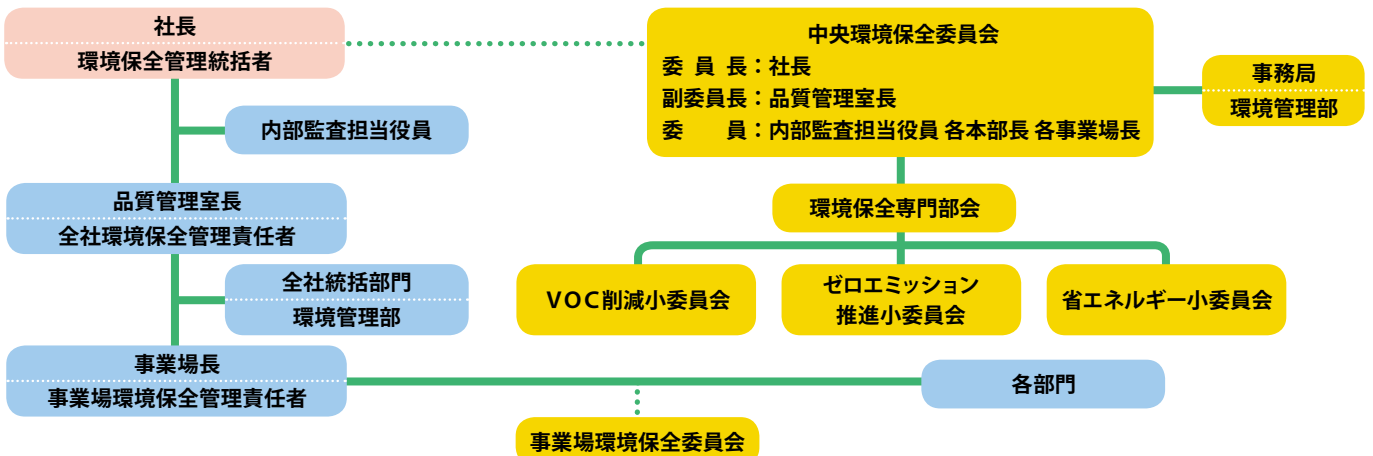 社長
環境保全管理統括者
中央環境保全委員会
委 員 長：社長
副委員長：品質管理室長
委　　員：内部監査担当役員 各本部長 各事業場長
事務局
環境管理部
内部監査担当役員
品質管理室長
全社環境保全管理責任者
環境保全専門部会
全社統括部門
環境管理部
VOC削減小委員会
ゼロエミッション
推進小委員会
省エネルギー小委員会
事業場長
事業場環境保全管理責任者
各部門
事業場環境保全委員会